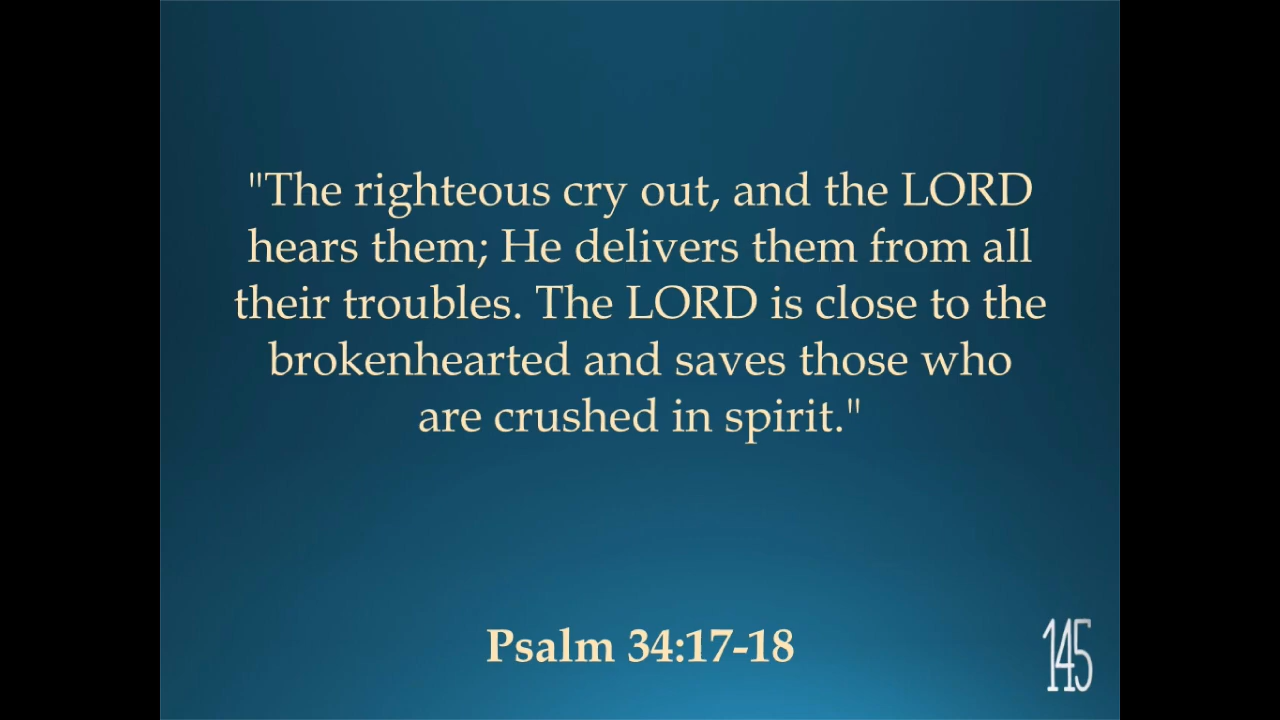 "The righteous cry out, and the LORD
hears them; He delivers them from all
their troubles. The LORD is close to the
brokenhearted and saves those who
are crushed in spirit."
Psalm 34:17-18
145